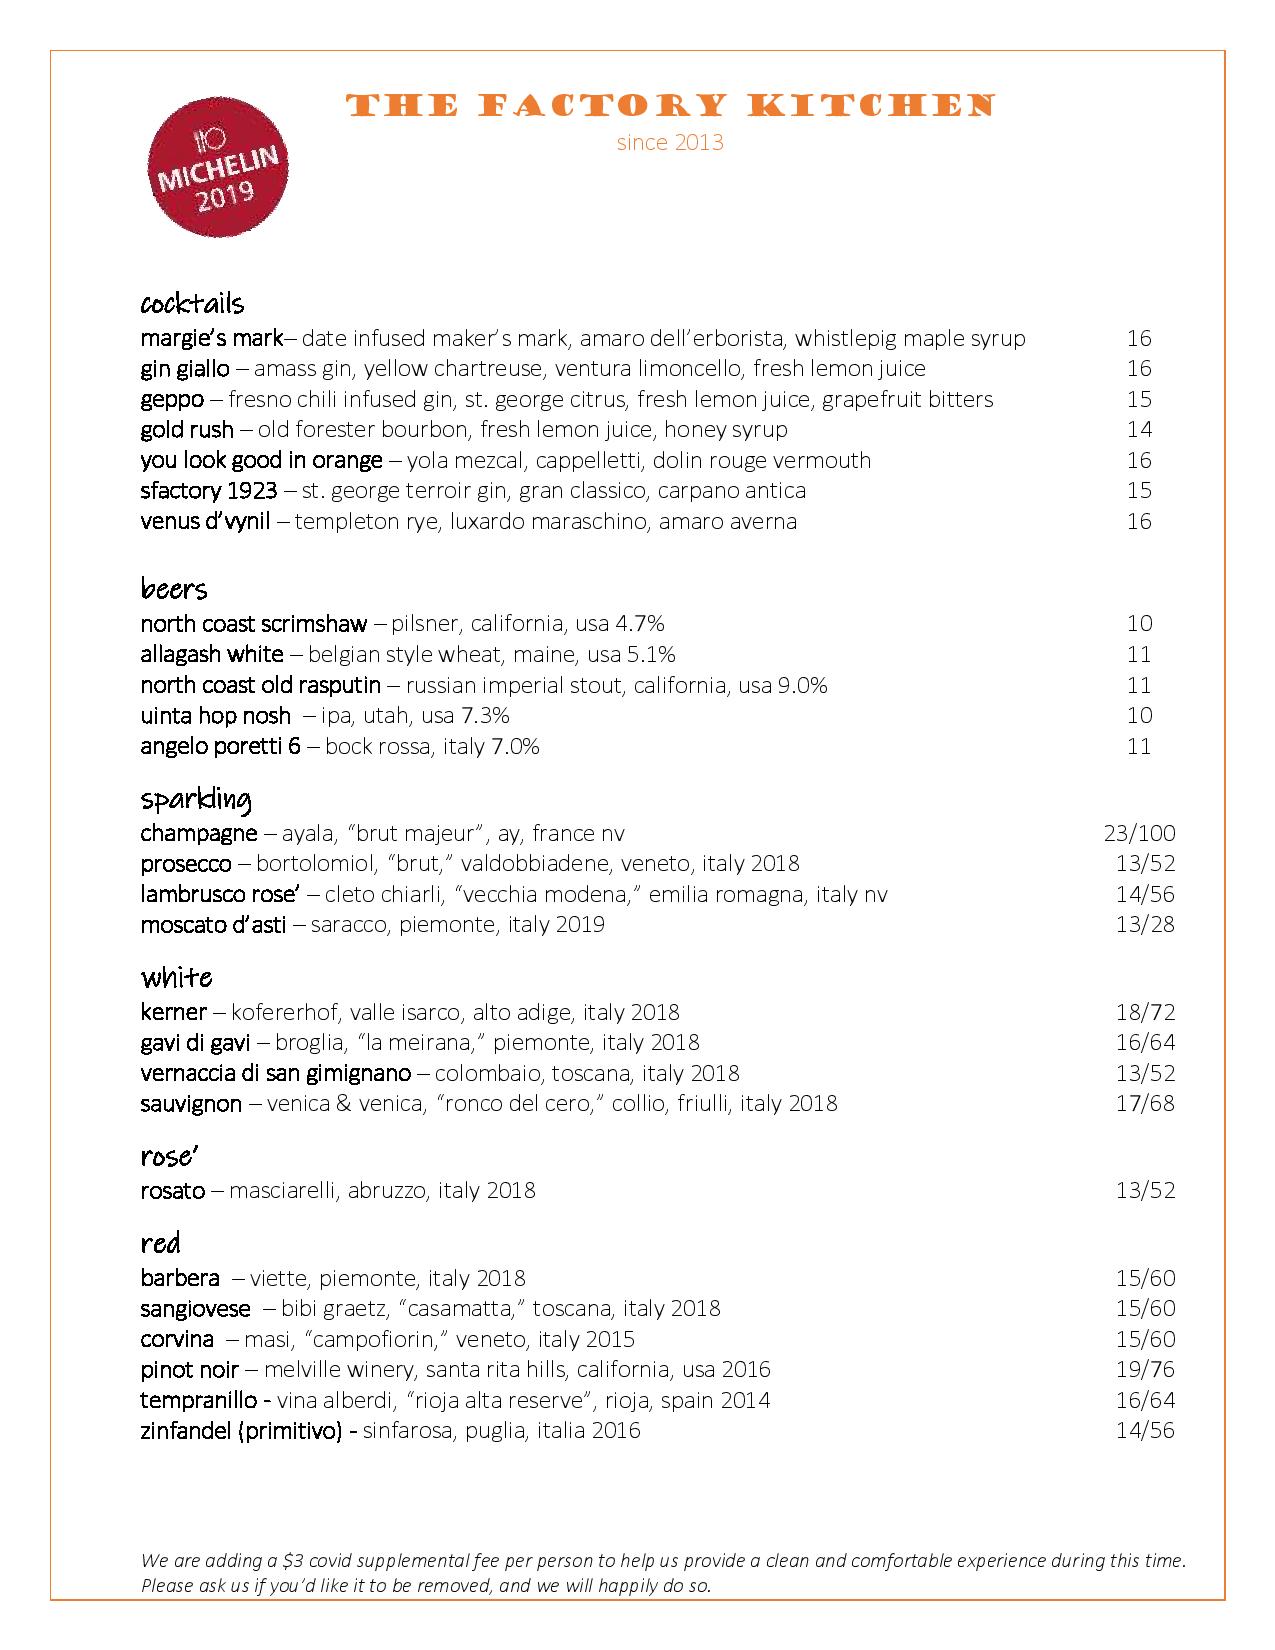 THE FACTORY KITCHEN
since 2013
MICHELIN
2019
cocktails
margie’s mark– date infused maker’s mark, amaro dell’erborista, whistlepig maple syrup 16
gin giallo – amass gin, yellow chartreuse, ventura limoncello, fresh lemon juice 16
geppo – fresno chili infused gin, st. george citrus, fresh lemon juice, grapefruit bitters 15
gold rush – old forester bourbon, fresh lemon juice, honey syrup 14
you look good in orange – yola mezcal, cappelletti, dolin rouge vermouth 16
sfactory 1923 – st. george terroir gin, gran classico, carpano antica 15
venus d’vynil – templeton rye, luxardo maraschino, amaro averna 16
beers
north coast scrimshaw – pilsner, california, usa 4.7% 10
allagash white – belgian style wheat, maine, usa 5.1% 11
north coast old rasputin – russian imperial stout, california, usa 9.0% 11
uinta hop nosh – ipa, utah, usa 7.3% 10
angelo poretti 6 – bock rossa, italy 7.0% 11
sparkling
champagne – ayala, “brut majeur”, ay, france nv 23/100
prosecco – bortolomiol, “brut,” valdobbiadene, veneto, italy 2018 13/52
lambrusco rose’ – cleto chiarli, “vecchia modena,” emilia romagna, italy nv 14/56
moscato d’asti – saracco, piemonte, italy 2019 13/28
white
kerner – kofererhof, valle isarco, alto adige, italy 2018 18/72
gavi di gavi – broglia, “la meirana,” piemonte, italy 2018 16/64
vernaccia di san gimignano – colombaio, toscana, italy 2018 13/52
sauvignon – venica & venica, “ronco del cero,” collio, friulli, italy 2018 17/68
rose’
rosato – masciarelli, abruzzo, italy 2018 13/52
red
barbera – viette, piemonte, italy 2018 15/60
sangiovese – bibi graetz, “casamatta,” toscana, italy 2018 15/60
corvina – masi, “campofiorin,” veneto, italy 2015 15/60
pinot noir – melville winery, santa rita hills, california, usa 2016 19/76
tempranillo - vina alberdi, “rioja alta reserve”, rioja, spain 2014 16/64
zinfandel (primitivo) - sinfarosa, puglia, italia 2016 14/56
We are adding a $3 covid supplemental fee per person to help us provide a clean and comfortable experience during this time.
Please ask us if you’d like it to be removed, and we will happily do so.